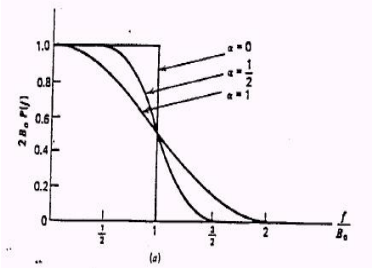 1.0
0.8
0.6
0.4
0.2
0
2 B₀ P(f)
α = 0
α = 1/2
α = 1
1/2
1
3/2
2
f/B₀
(a)